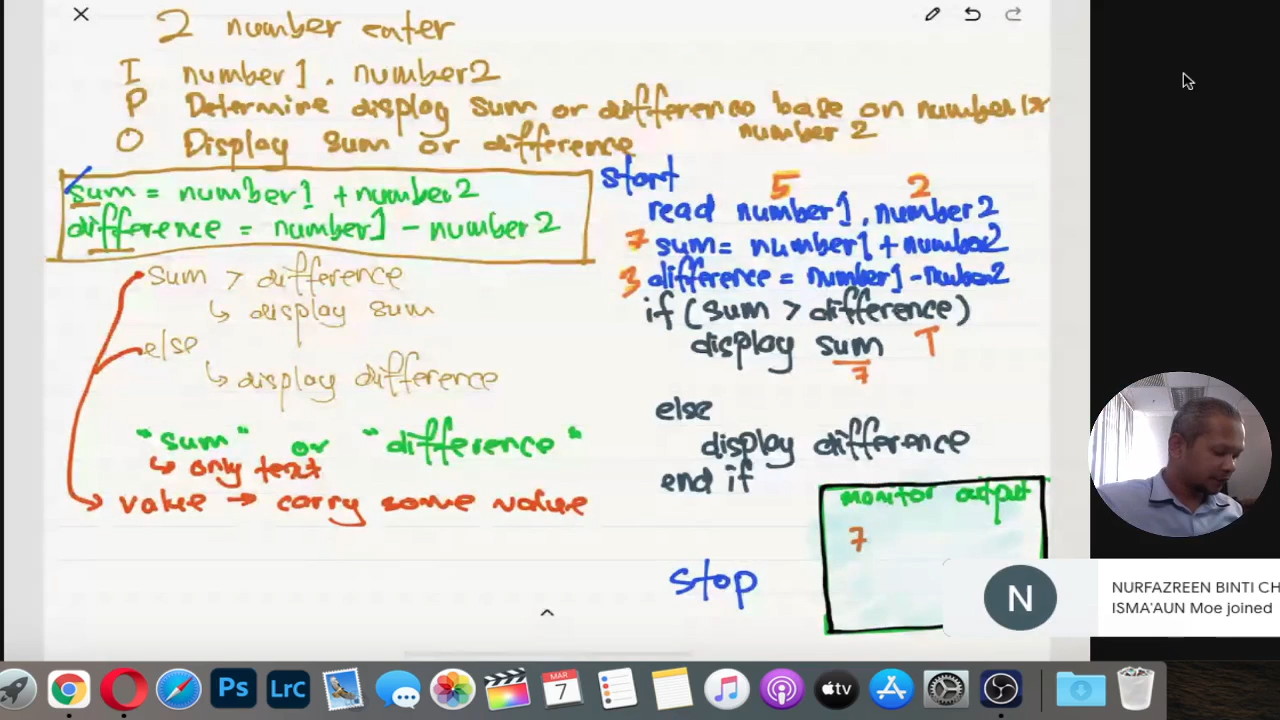 2 number enter
I number1, number2
P Determine display sum or difference base on number1 &
number2
O Display sum or difference
sum = number1 + number2
difference = number1 - number2
sum > difference
↳ display sum
else
↳ display difference
"sum" or "difference"
↳ only text
value → carry some value
start
5 2
read number1, number2
7 sum = number1 + number2
3 difference = number1 - number2
if (sum > difference)
display sum T
7
else
display difference
end if
stop
monitor output
7
N
NURFAZREEN BINTI CH
ISMA'AUN Moe joined
Ps
Lrc
MAR
7
tv